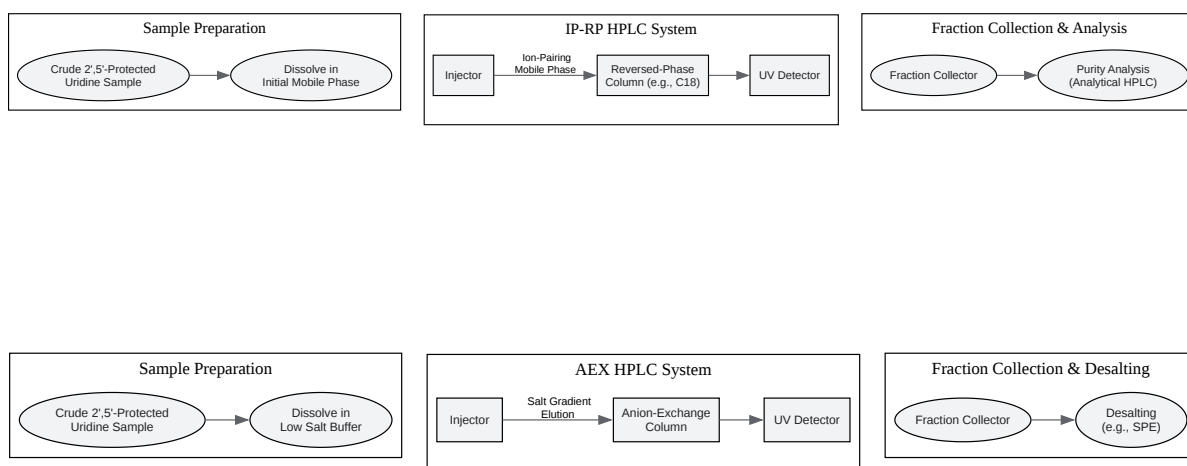 Sample Preparation
Crude 2',5'-Protected
Uridine Sample
Dissolve in
Initial Mobile Phase
IP-RP HPLC System
Injector
Ion-Pairing
Mobile Phase
Reversed-Phase
Column (e.g., C18)
UV Detector
Fraction Collection & Analysis
Fraction Collector
Purity Analysis
(Analytical HPLC)
Sample Preparation
Crude 2',5'-Protected
Uridine Sample
Dissolve in
Low Salt Buffer
AEX HPLC System
Injector
Salt Gradient
Elution
Anion-Exchange
Column
UV Detector
Fraction Collection & Desalting
Fraction Collector
Desalting
(e.g., SPE)